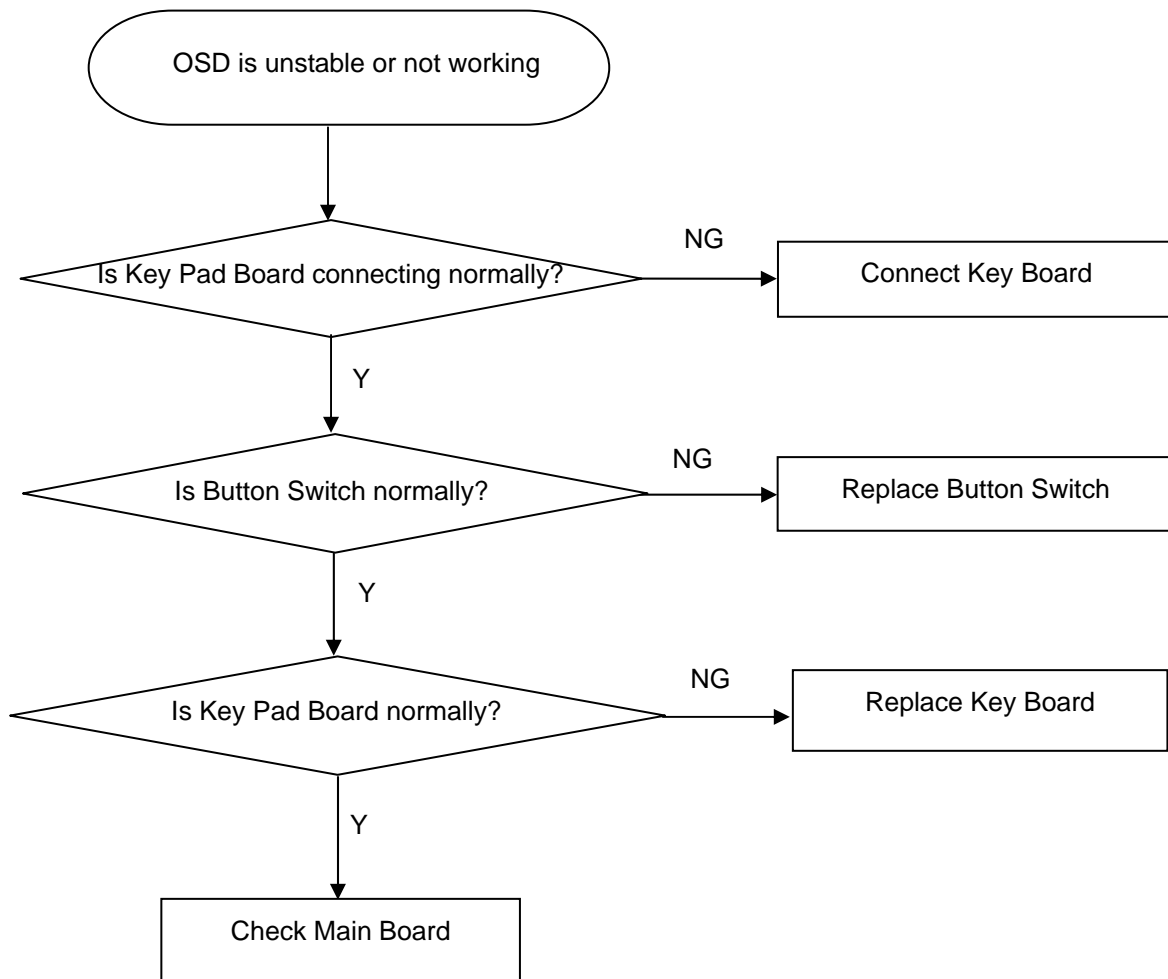 OSD is unstable or not working
NG
Is Key Pad Board connecting normally?
Connect Key Board
Y
NG
Is Button Switch normally?
Replace Button Switch
Y
NG
Is Key Pad Board normally?
Replace Key Board
Y
Check Main Board